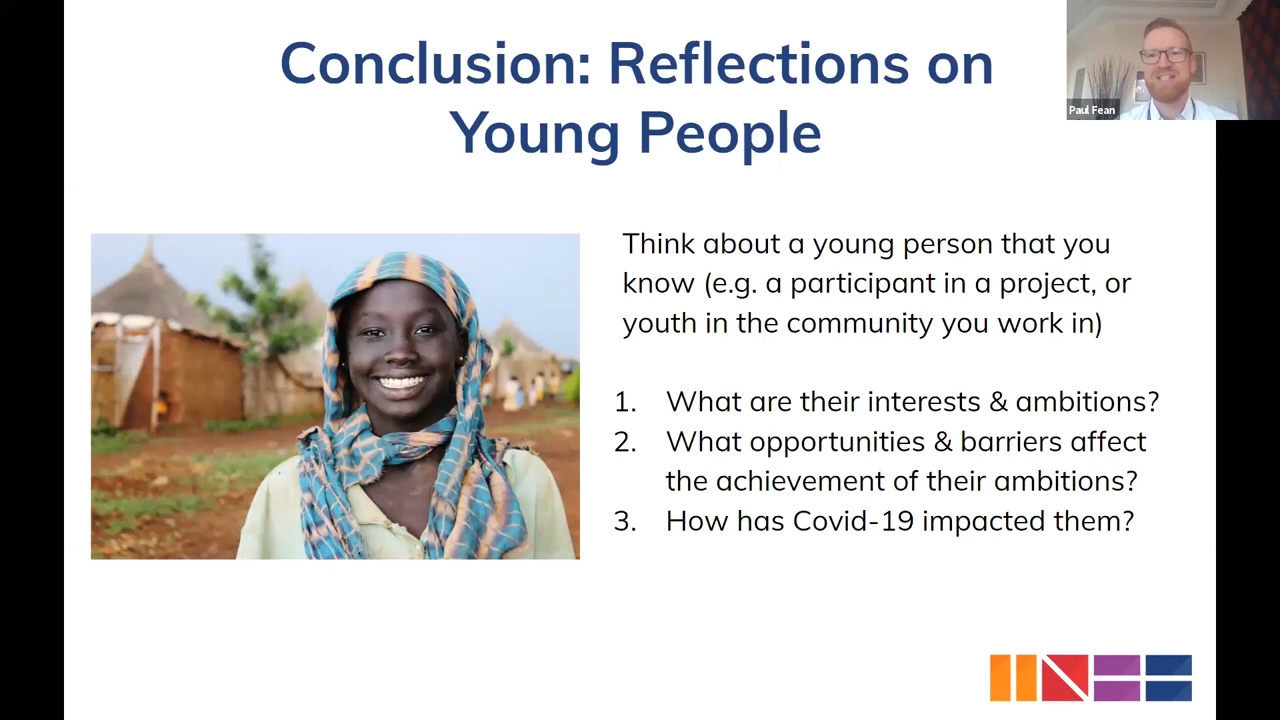 Conclusion: Reflections on
Young People
Paul Fean
Think about a young person that you
know (e.g. a participant in a project, or
youth in the community you work in)
1. What are their interests & ambitions?
2. What opportunities & barriers affect
the achievement of their ambitions?
3. How has Covid-19 impacted them?
INEE